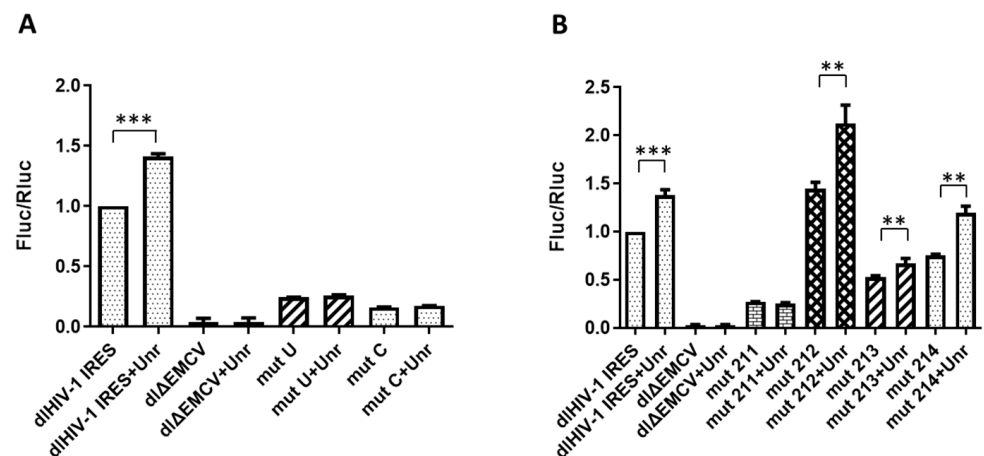 A
Fluc/Rluc
2.0
1.5
1.0
0.5
0.0
***
dlHIV-1 IRES
dlHIV-1 IRES+Unr
dlΔEMCV
dlΔEMCV+Unr
mut U
mut U+Unr
mut C
mut C+Unr
B
Fluc/Rluc
2.5
2.0
1.5
1.0
0.5
0.0
***
**
**
**
dlHIV-1 IRES
dlHIV-1 IRES+Unr
dlΔEMCV
dlΔEMCV+Unr
mut 211
mut 211+Unr
mut 212
mut 212+Unr
mut 213
mut 213+Unr
mut 214
mut 214+Unr